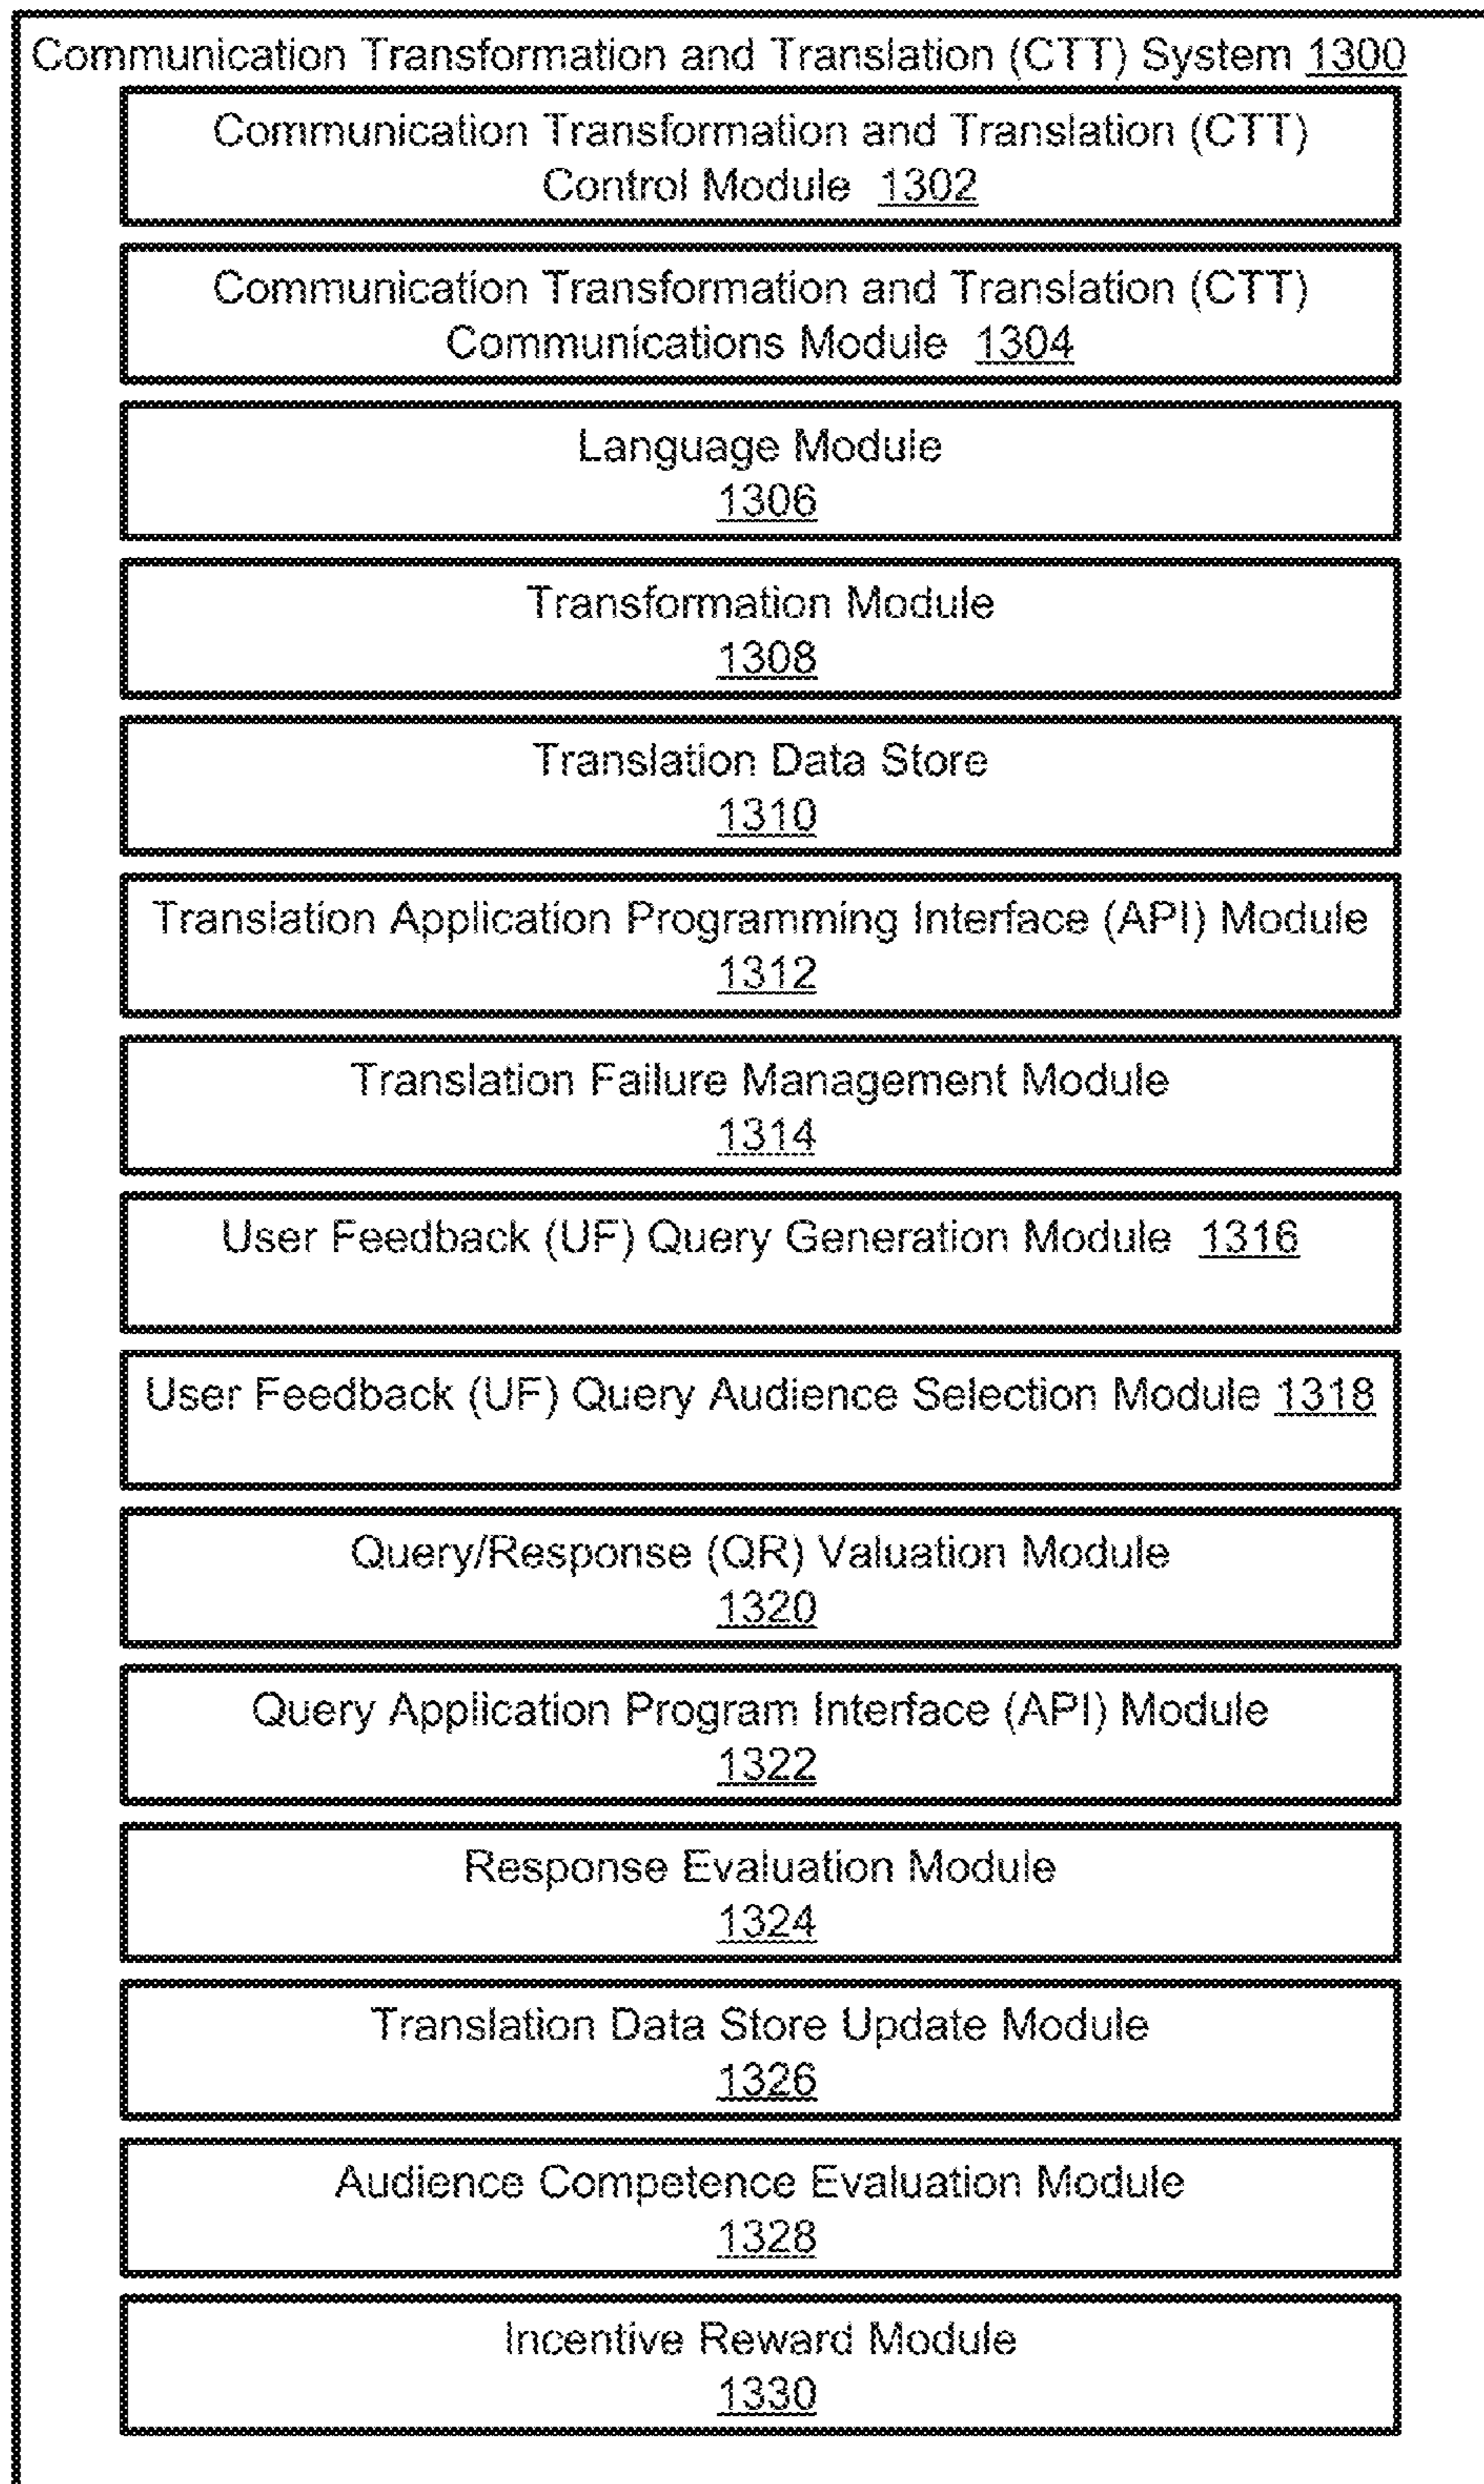 Communication Transformation and Translation (CTT) System 1300
Communication Transformation and Translation (CTT)
Control Module 1302
Communication Transformation and Translation (CTT)
Communications Module 1304
Language Module
1306
Transformation Module
1308
Translation Data Store
1310
Translation Application Programming Interface (API) Module
1312
Translation Failure Management Module
1314
User Feedback (UF) Query Generation Module 1316
User Feedback (UF) Query Audience Selection Module 1318
Query/Response (QR) Valuation Module
1320
Query Application Program Interface (API) Module
1322
Response Evaluation Module
1324
Translation Data Store Update Module
1326
Audience Competence Evaluation Module
1328
Incentive Reward Module
1330